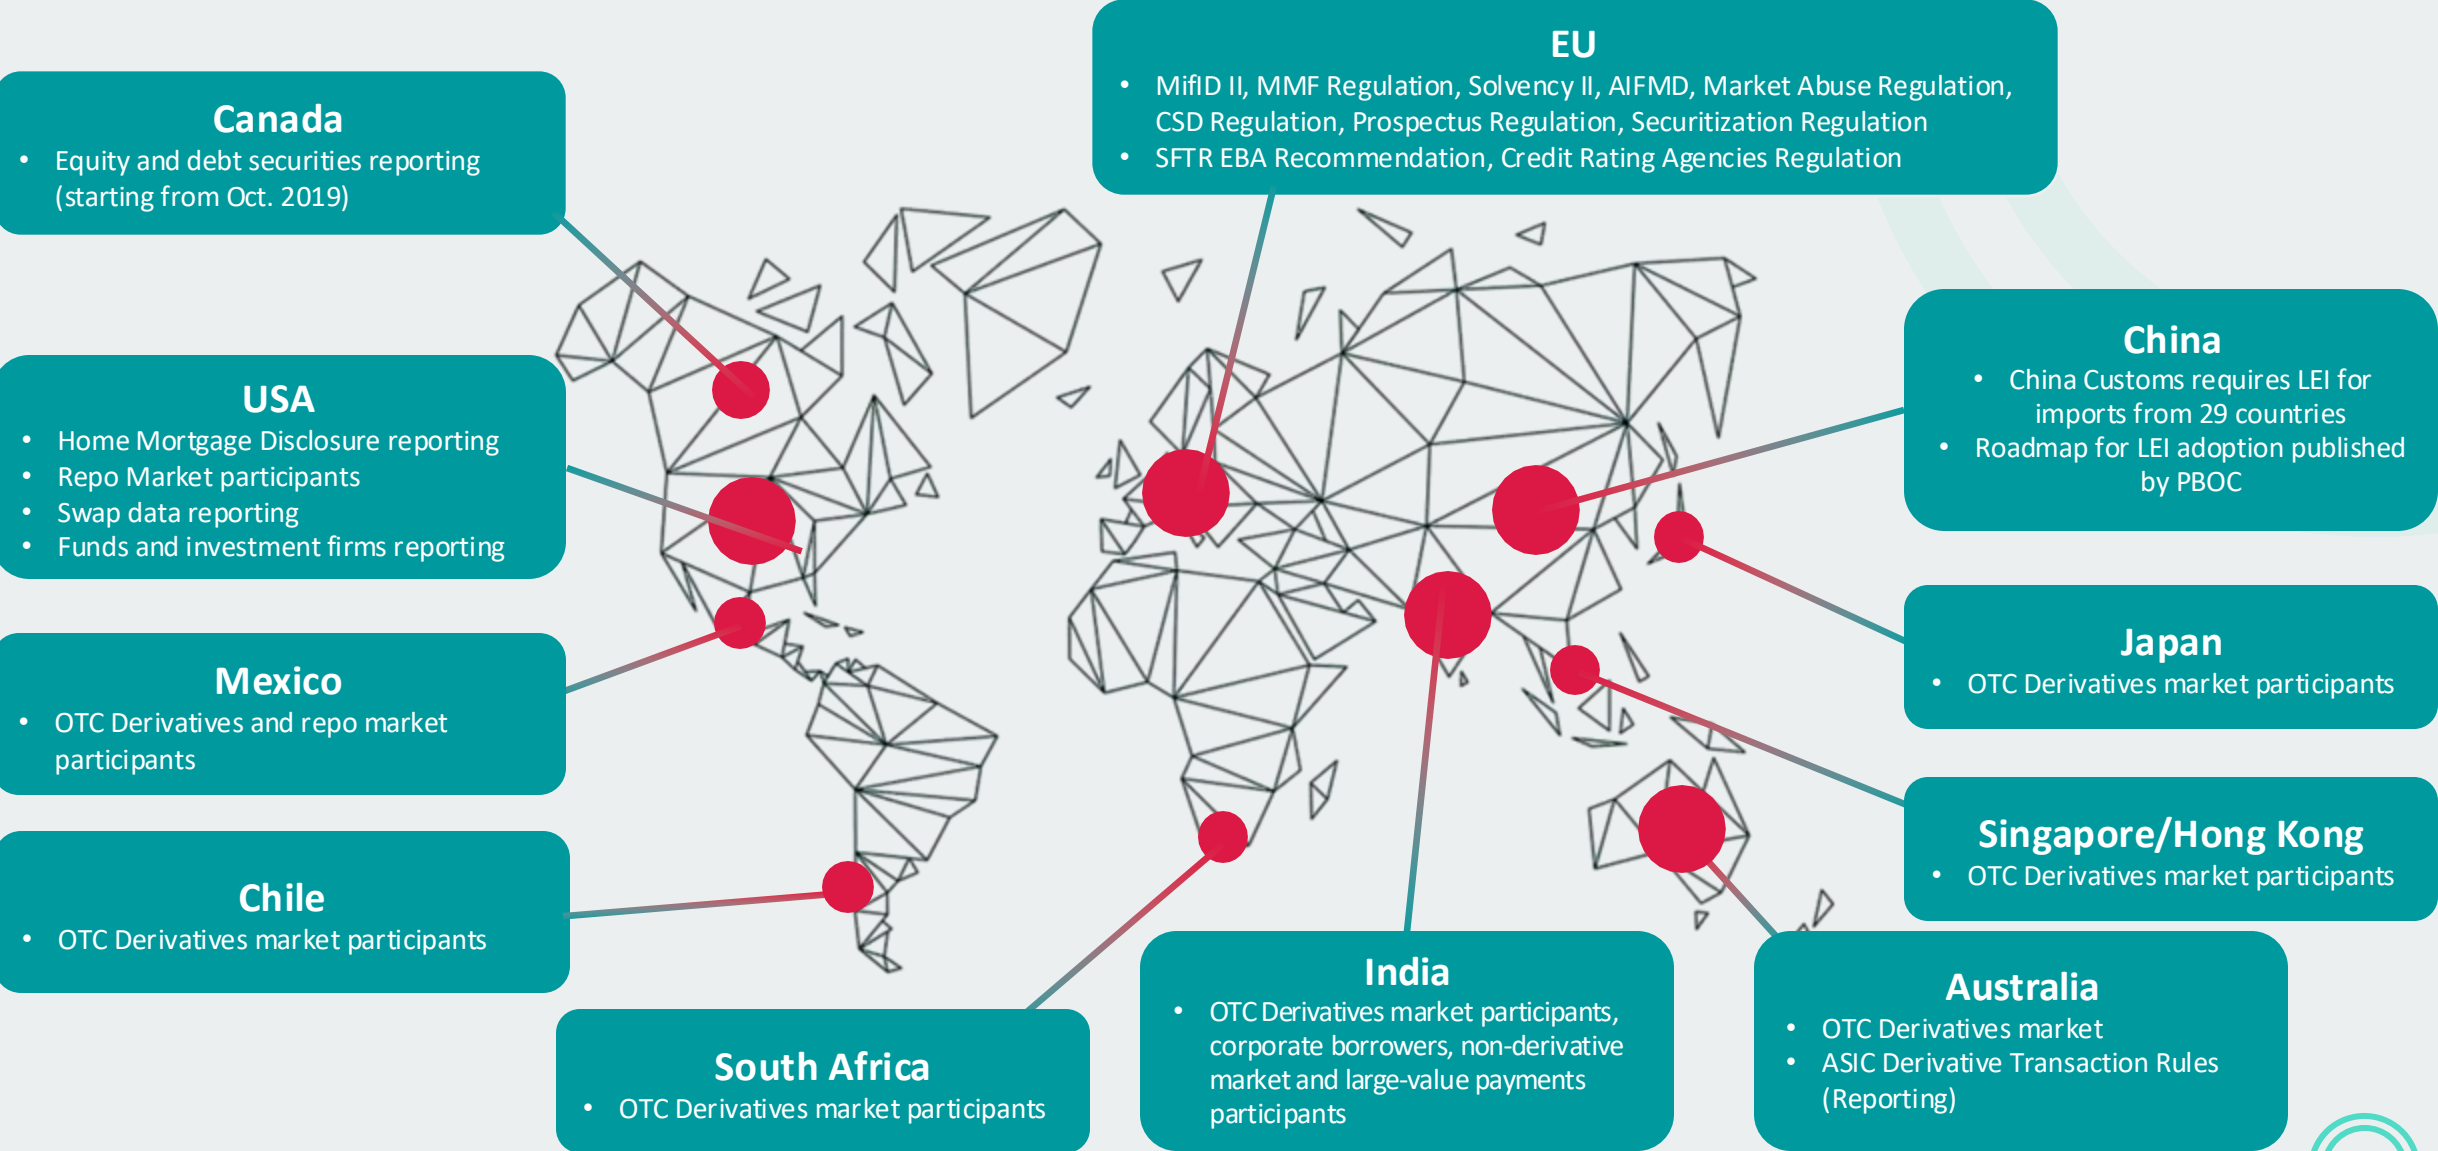 EU
• MifID II, MMF Regulation, Solvency II, AIFMD, Market Abuse Regulation,
CSD Regulation, Prospectus Regulation, Securitization Regulation
• SFTR EBA Recommendation, Credit Rating Agencies Regulation
Canada
• Equity and debt securities reporting
(starting from Oct. 2019)
USA
• Home Mortgage Disclosure reporting
• Repo Market participants
• Swap data reporting
• Funds and investment firms reporting
Mexico
• OTC Derivatives and repo market
participants
Chile
• OTC Derivatives market participants
South Africa
• OTC Derivatives market participants
India
• OTC Derivatives market participants,
corporate borrowers, non-derivative
market and large-value payments
participants
China
• China Customs requires LEI for
imports from 29 countries
• Roadmap for LEI adoption published
by PBOC
Japan
• OTC Derivatives market participants
Singapore/Hong Kong
• OTC Derivatives market participants
Australia
• OTC Derivatives market
• ASIC Derivative Transaction Rules
(Reporting)